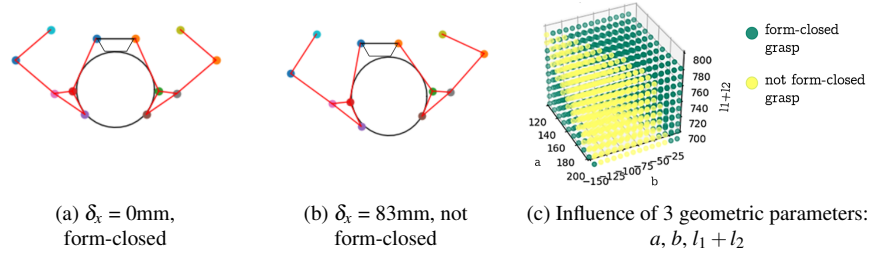 form-closed
grasp
not form-closed
grasp
800
780
760
740
720
700
l1+l2
120
140
160
180
200
a
−150
−125
−100
−75
−50
−25
b
(a) δx = 0mm,
form-closed
(b) δx = 83mm, not
form-closed
(c) Influence of 3 geometric parameters:
a, b, l1 + l2